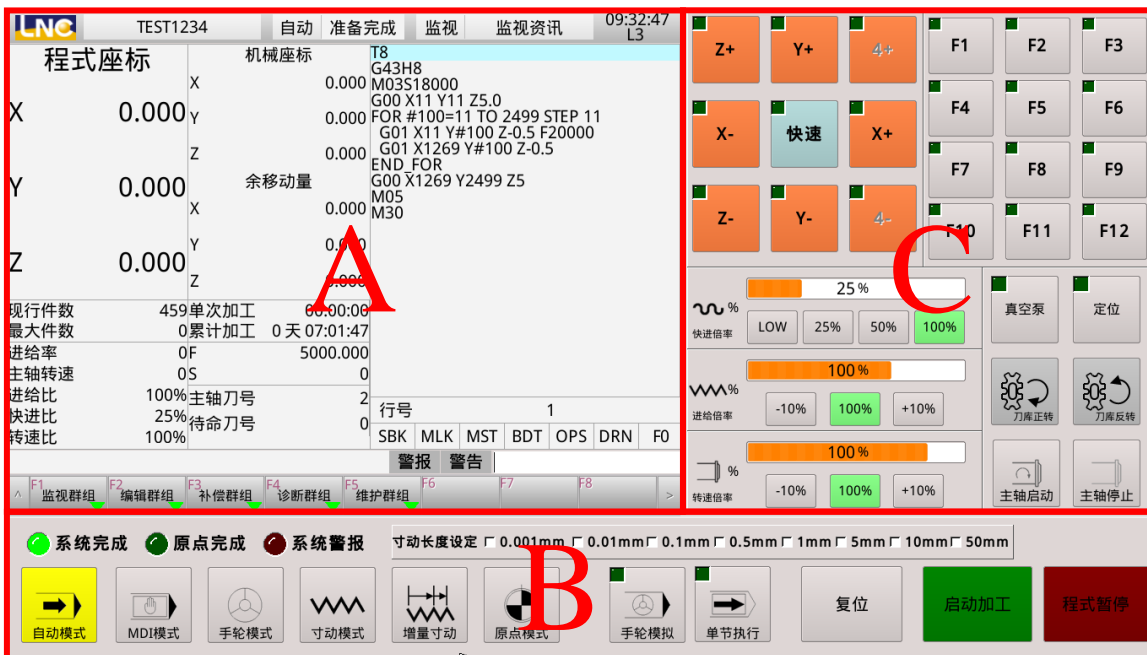 LNC TEST1234 自动 准备完成 监视 监视资讯 09:32:47 L3
程式座标
X 0.000
Y 0.000
Z 0.000
机械座标
X 0.000
Y 0.000
Z 0.000
余移动量
X 0.000
Y 0.000
Z 0.000
T8
G43H8
M03S18000
G00 X11 Y11 Z5.0
FOR #100=11 TO 2499 STEP 11
G01 X11 Y#100 Z-0.5 F20000
G01 X1269 Y#100 Z-0.5
END_FOR
G00 X1269 Y2499 Z5
M05
M30
现行件数 459 单次加工 00:00:00
最大件数 0 累计加工 0 天 07:01:47
进给率 0 F 5000.000
主轴转速 0 S 0
进给比 100% 主轴刀号 2
快进比 25% 待命刀号 0
转速比 100%
行号 1
SBK MLK MST BDT OPS DRN F0
警报 警告
^ F1 监视群组 F2 编辑群组 F3 补偿群组 F4 诊断群组 F5 维护群组 F6 F7 F8 >
A
Z+ Y+ 4+
X- 快速 X+
Z- Y- 4-
F1 F2 F3
F4 F5 F6
F7 F8 F9
F10 F11 F12
C
% 25 %
快进倍率 LOW 25% 50% 100%
% 100 %
进给倍率 -10% 100% +10%
% 100 %
转速倍率 -10% 100% +10%
真空泵 定位
刀库正转 刀库反转
主轴启动 主轴停止
系统完成 原点完成 系统警报 寸动长度设定 0.001mm 0.01mm 0.1mm 0.5mm 1mm 5mm 10mm 50mm
B
自动模式 MDI模式 手轮模式 寸动模式 增量寸动 原点模式 手轮模拟 单节执行 复位 启动加工 程式暂停